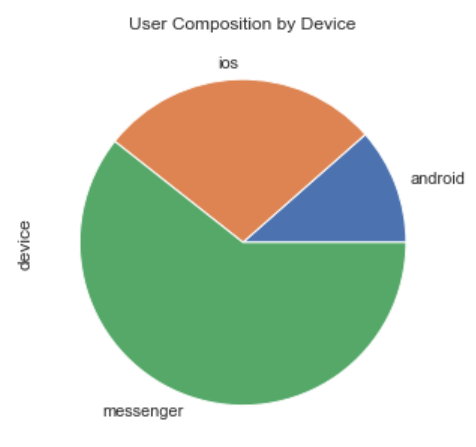 User Composition by Device
ios
android
device
messenger